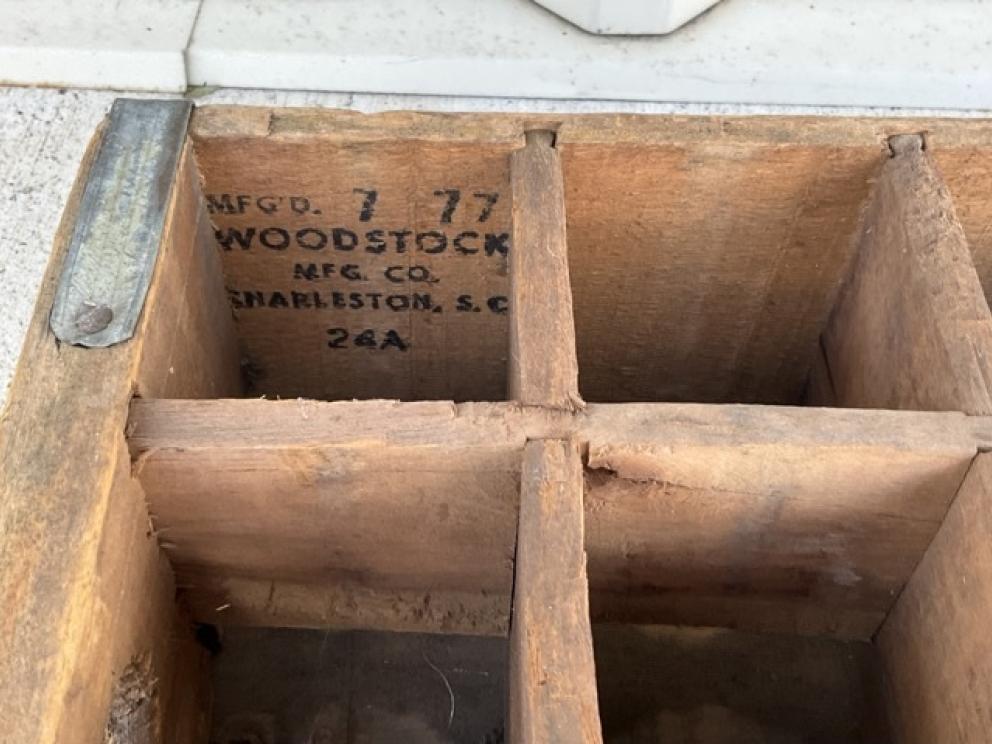 MFG'D. 7 77
WOODSTOCK
MFG. CO.
CHARLESTON, S.C
24A